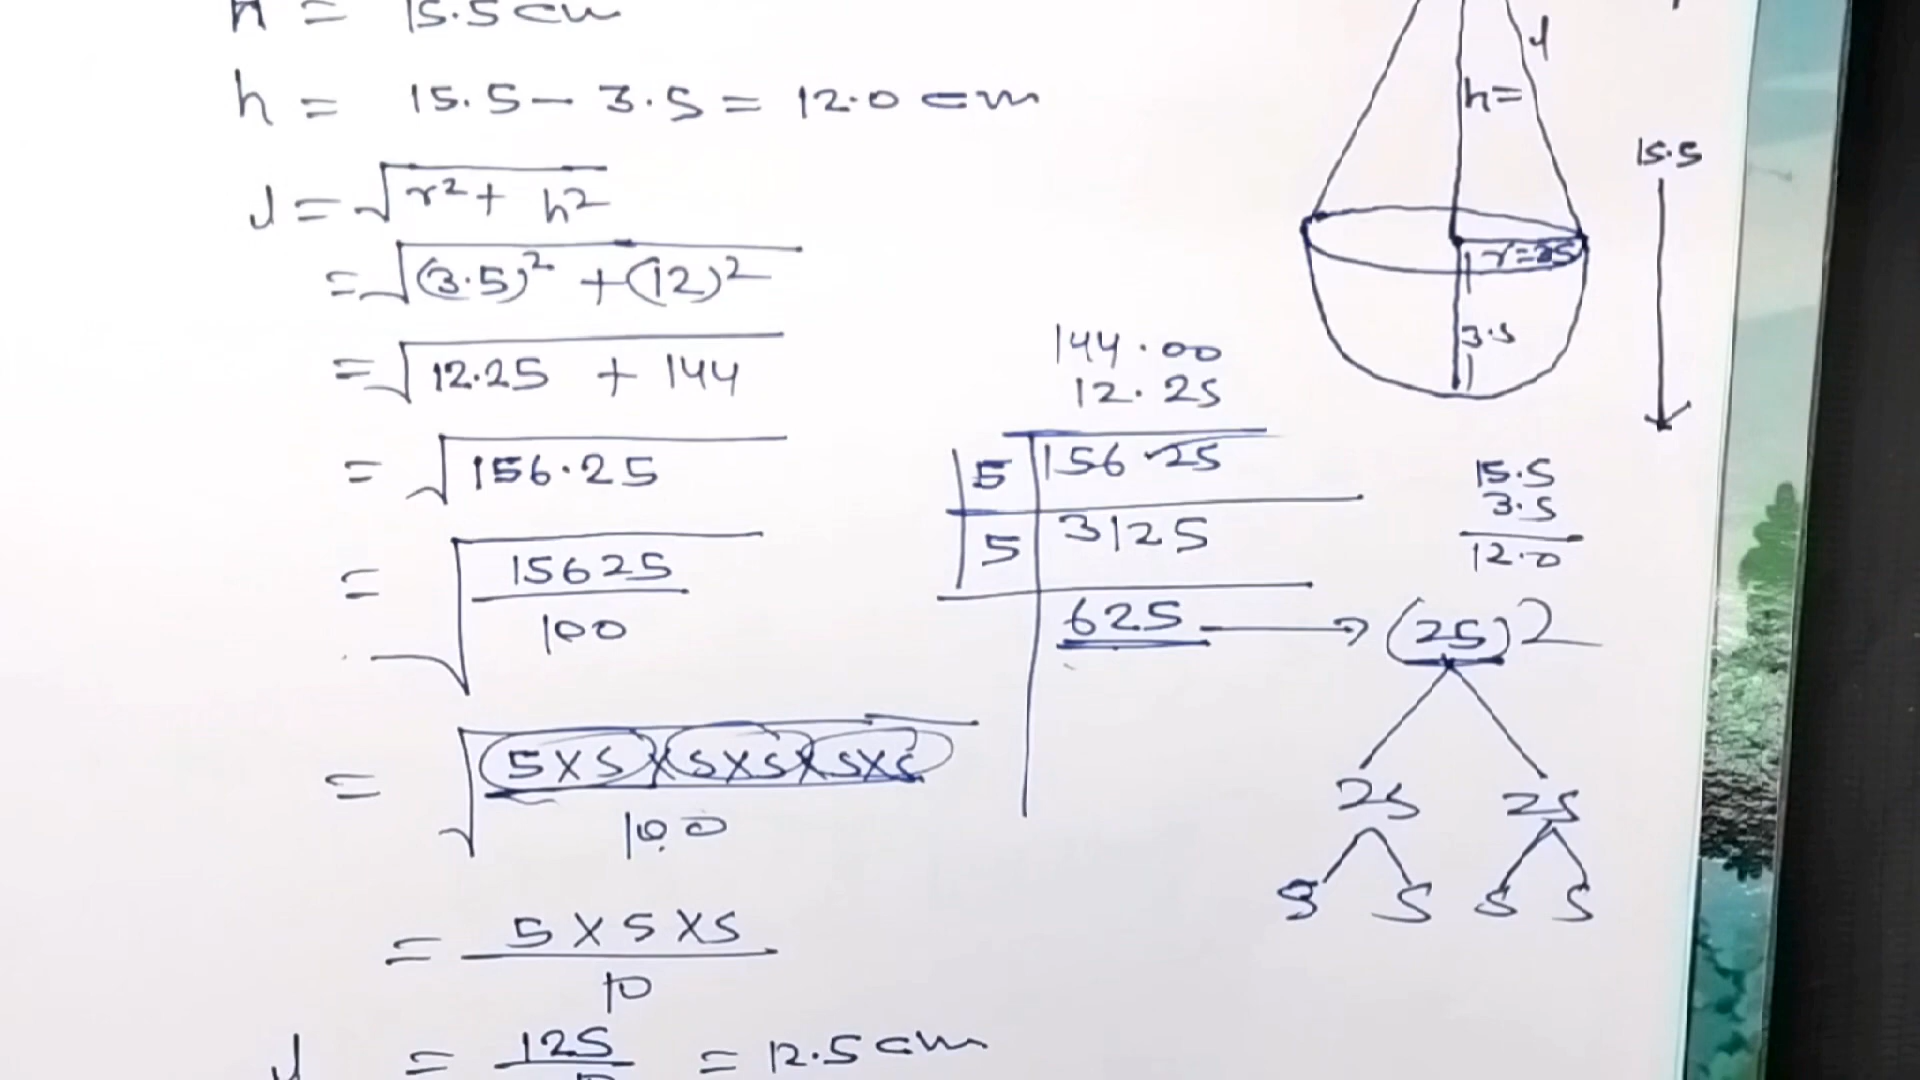 h = 15.5 cm
h = 15.5 - 3.5 = 12.0 cm
l = √r² + h²
= √(3.5)² + (12)²
= √12.25 + 144
= √156.25
= √15625/100
= √5×5×5×5×5×5/100
= 5×5×5/10
l = 125/10 = 12.5 cm
144.00
12.25
5 | 156.25
5 | 3125
625 → (25)2
25 25
5 5 5 5
l
h=
r=
3.5
15.5
15.5
3.5
12.0